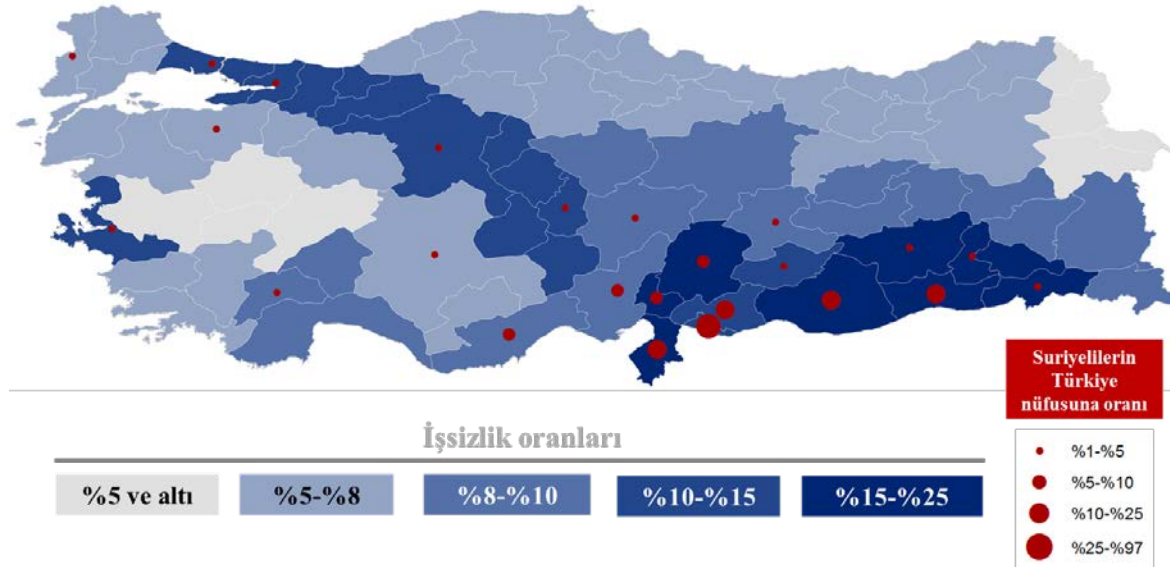 Suriyelilerin
Türkiye
nüfusuna oranı
%1-%5
%5-%10
%10-%25
%25-%97
İşsizlik oranları
%5 ve altı
%5-%8
%8-%10
%10-%15
%15-%25